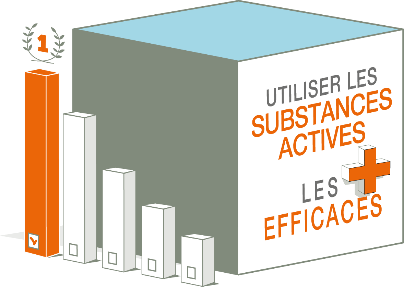 1
UTILISER LES
SUBSTANCES
ACTIVES
LES +
EFFICACES